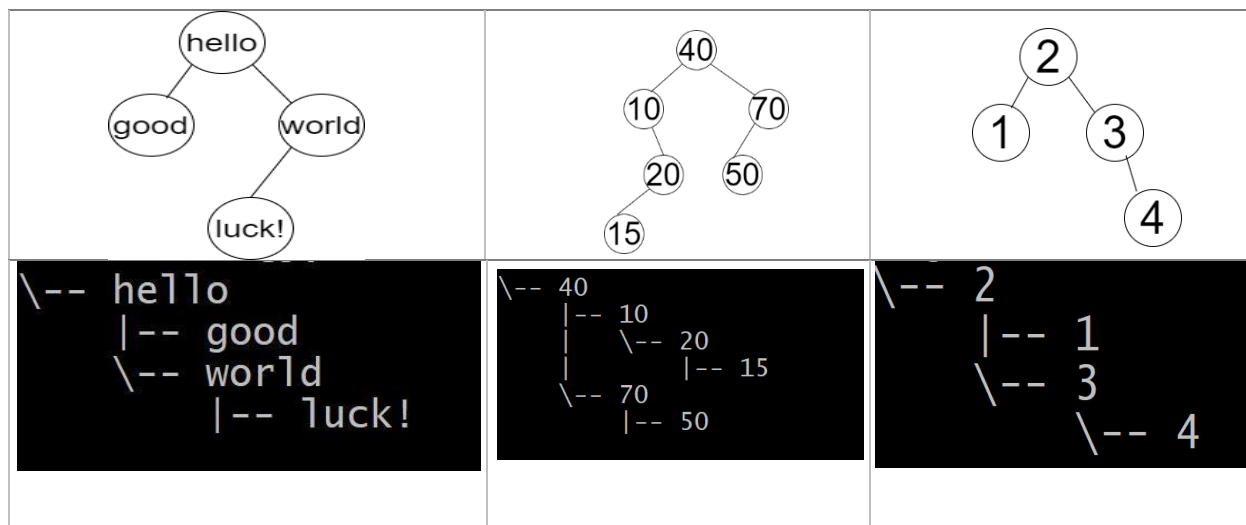 hello
good world
luck!
40
10 70
20 50
15
2
1 3
4
\-- hello
    |-- good
    \-- world
        |-- luck!
\-- 40
    |-- 10
    |   \-- 20
    |       |-- 15
    \-- 70
        |-- 50
\-- 2
    |-- 1
    \-- 3
        \-- 4